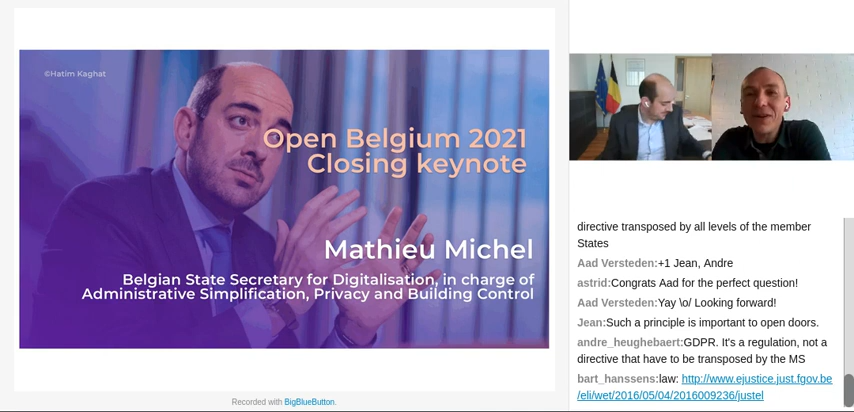 ©Hatim Kaghat
Open Belgium 2021
Closing keynote
Mathieu Michel
Belgian State Secretary for Digitalisation, in charge of
Administrative Simplification, Privacy and Building Control
Recorded with BigBlueButton.
directive transposed by all levels of the member
States
Aad Versteden:+1 Jean, Andre
astrid:Congrats Aad for the perfect question!
Aad Versteden:Yay \o/ Looking forward!
Jean:Such a principle is important to open doors.
andre_heughebaert:GDPR. It's a regulation, not a
directive that have to be transposed by the MS
bart_hanssens:law: http://www.ejustice.just.fgov.be
/eli/wet/2016/05/04/2016009236/justel